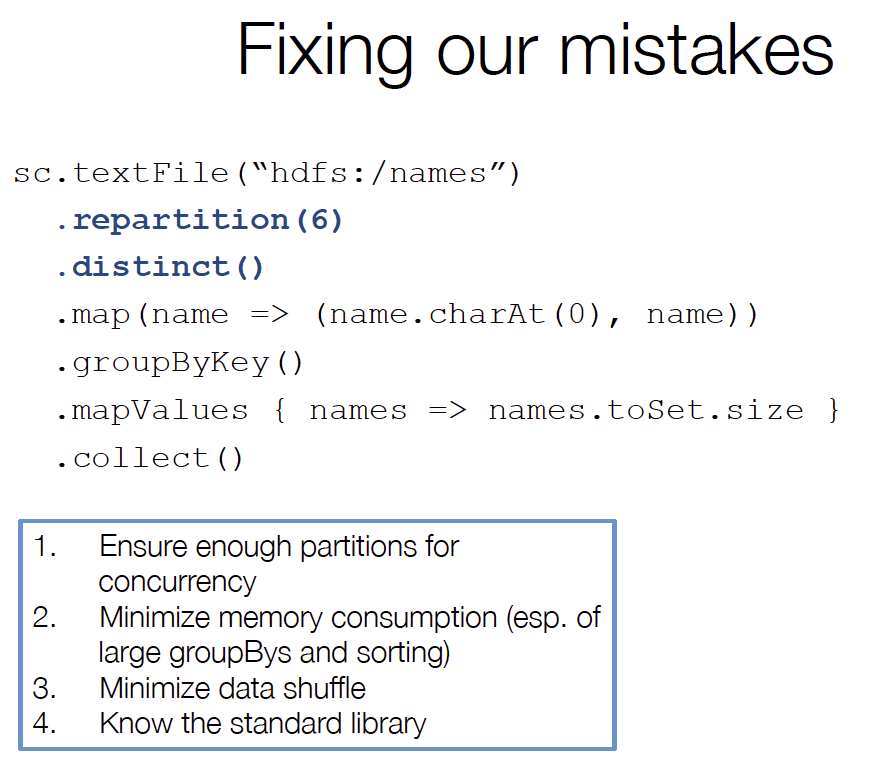 Fixing our mistakes
sc.textFile(“hdfs:/names”)
.repartition(6)
.distinct()
.map(name => (name.charAt(0), name))
.groupByKey()
.mapValues { names => names.toSet.size }
.collect()
1. Ensure enough partitions for
concurrency
2. Minimize memory consumption (esp. of
large groupBys and sorting)
3. Minimize data shuffle
4. Know the standard library